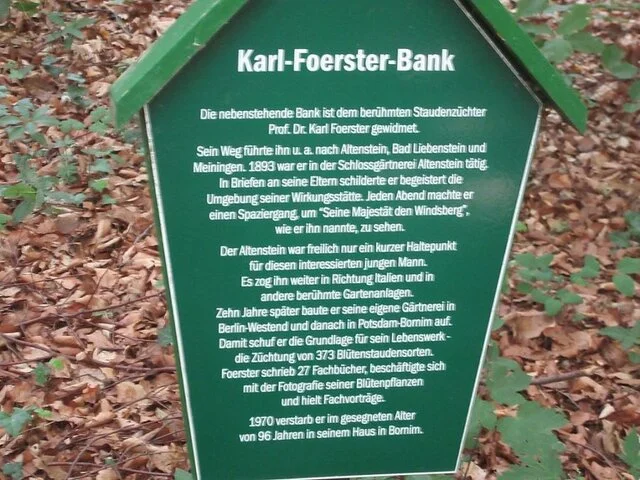 Karl-Foerster-Bank
Die nebenstehende Bank ist dem berühmten Staudenzüchter
Prof. Dr. Karl Foerster gewidmet.
Sein Weg führte ihn u. a. nach Altenstein, Bad Liebenstein und
Meiningen. 1893 war er in der Schlossgärtnerei Altenstein tätig.
In Briefen an seine Eltern schilderte er begeistert die
Umgebung seiner Wirkungsstätte. Jeden Abend machte er
einen Spaziergang, um "Seine Majestät den Windsberg",
wie er ihn nannte, zu sehen.
Der Altenstein war freilich nur ein kurzer Haltepunkt
für diesen interessierten jungen Mann.
Es zog ihn weiter in Richtung Italien und in
andere berühmte Gartenanlagen.
Zehn Jahre später baute er seine eigene Gärtnerei in
Berlin-Westend und danach in Potsdam-Bornim auf.
Damit schuf er die Grundlage für sein Lebenswerk -
die Züchtung von 373 Blütenstaudensorten.
Foerster schrieb 27 Fachbücher, beschäftigte sich
mit der Fotografie seiner Blütenpflanzen
und hielt Fachvorträge.
1970 verstarb er im gesegneten Alter
von 96 Jahren in seinem Haus in Bornim.